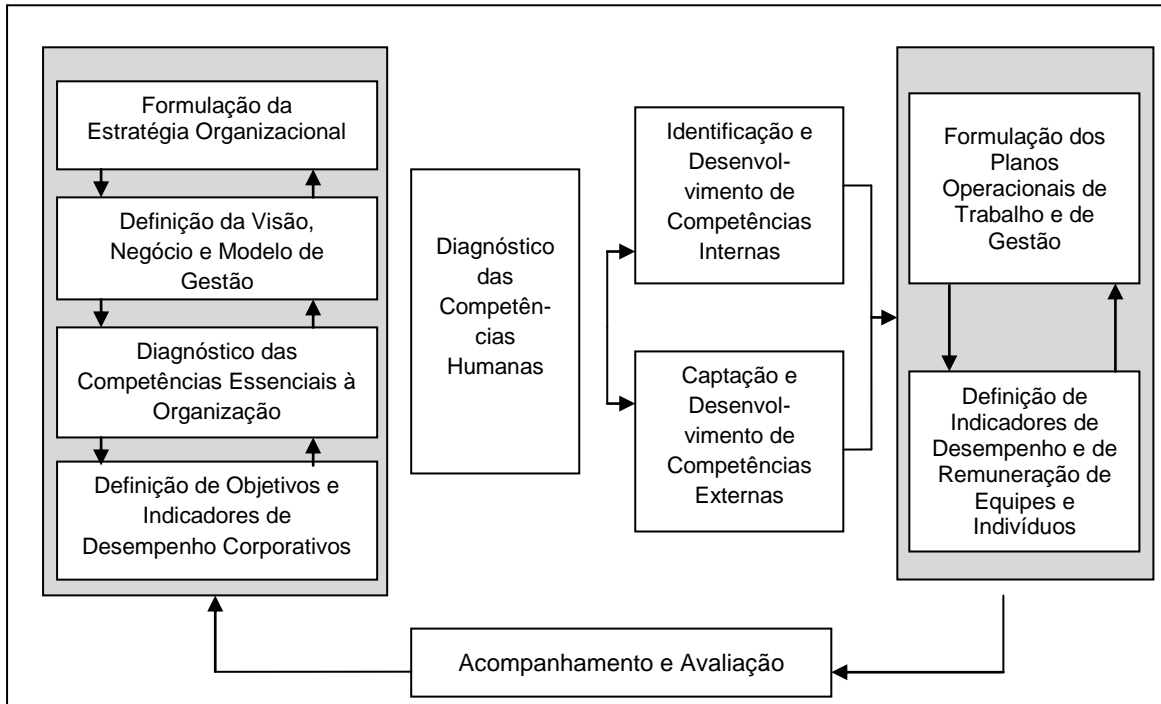 Formulação da
Estratégia Organizacional
Definição da Visão,
Negócio e Modelo de
Gestão
Diagnóstico das
Competências Essenciais à
Organização
Definição de Objetivos e
Indicadores de
Desempenho Corporativos
Diagnóstico
das
Competên-
cias
Humanas
Identificação e
Desenvol-
vimento de
Competências
Internas
Captação e
Desenvol-
vimento de
Competências
Externas
Formulação dos
Planos
Operacionais de
Trabalho e de
Gestão
Definição de
Indicadores de
Desempenho e de
Remuneração de
Equipes e
Indivíduos
Acompanhamento e Avaliação